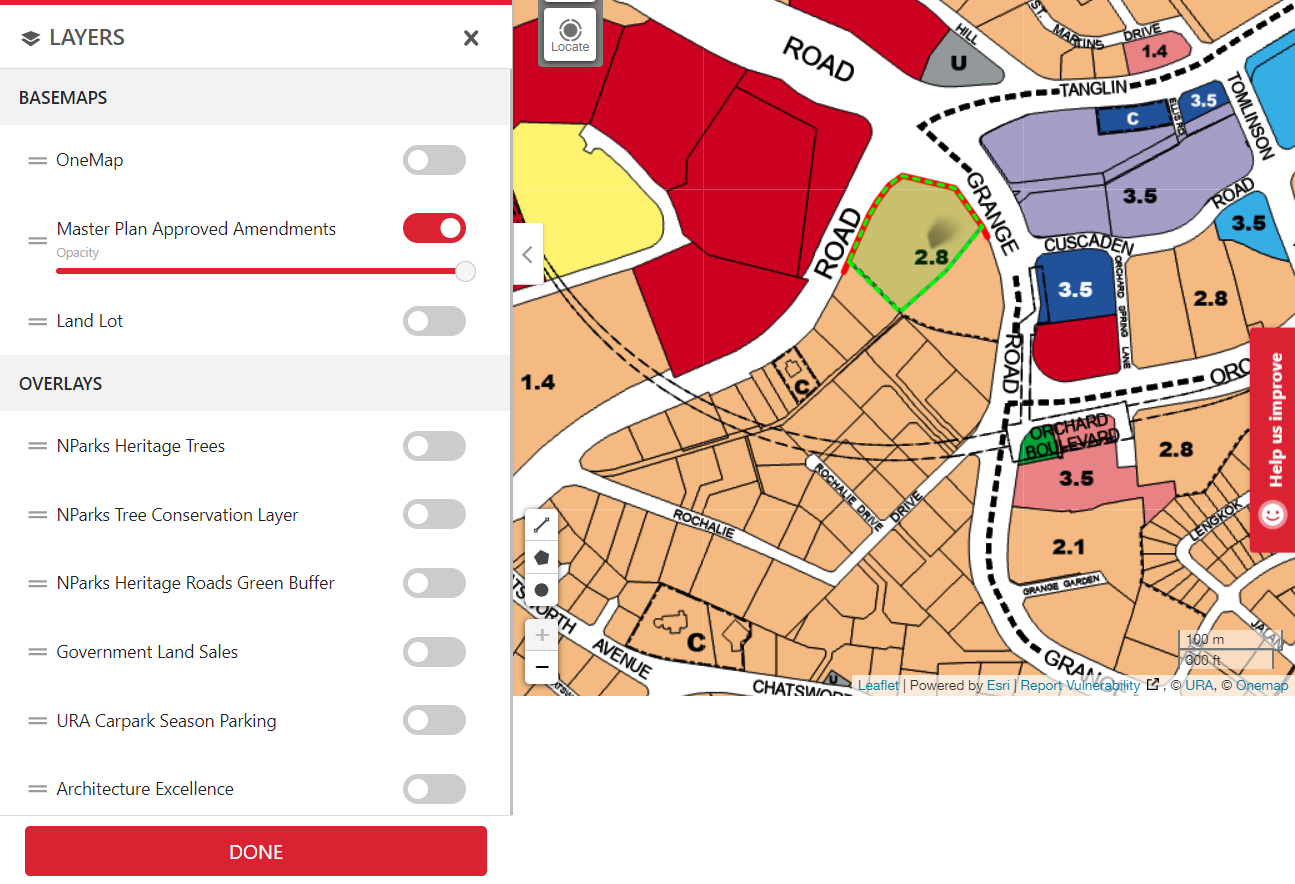 LAYERS
BASEMAPS
OneMap
Master Plan Approved Amendments
Opacity
Land Lot
OVERLAYS
NParks Heritage Trees
NParks Tree Conservation Layer
NParks Heritage Roads Green Buffer
Government Land Sales
URA Carpark Season Parking
Architecture Excellence
DONE
Locate
ROAD
HILL
U
ST.
MARTINS
DRIVE
1.4
TANGLIN
TOMLINSON
3.5
C
3.5
GRANGE
ROAD
ROAD
3.5
2.8
CUSCADEN
3.5
ORCHARD SPRING LANE
2.8
ROAD
ORC
1.4
C
ORCHARD
BOULEVARD
2.8
3.5
ROCHALIE DRIVE
DRIVE
ROCHALIE
LENGKOK
2.1
GRANGE GARDEN
AVENUE
C
U
CHATSWORT
GRANGE
JALAN
100 m
300 ft
Leaflet | Powered by Esri | Report Vulnerability , © URA, © Onemap
Help us improve